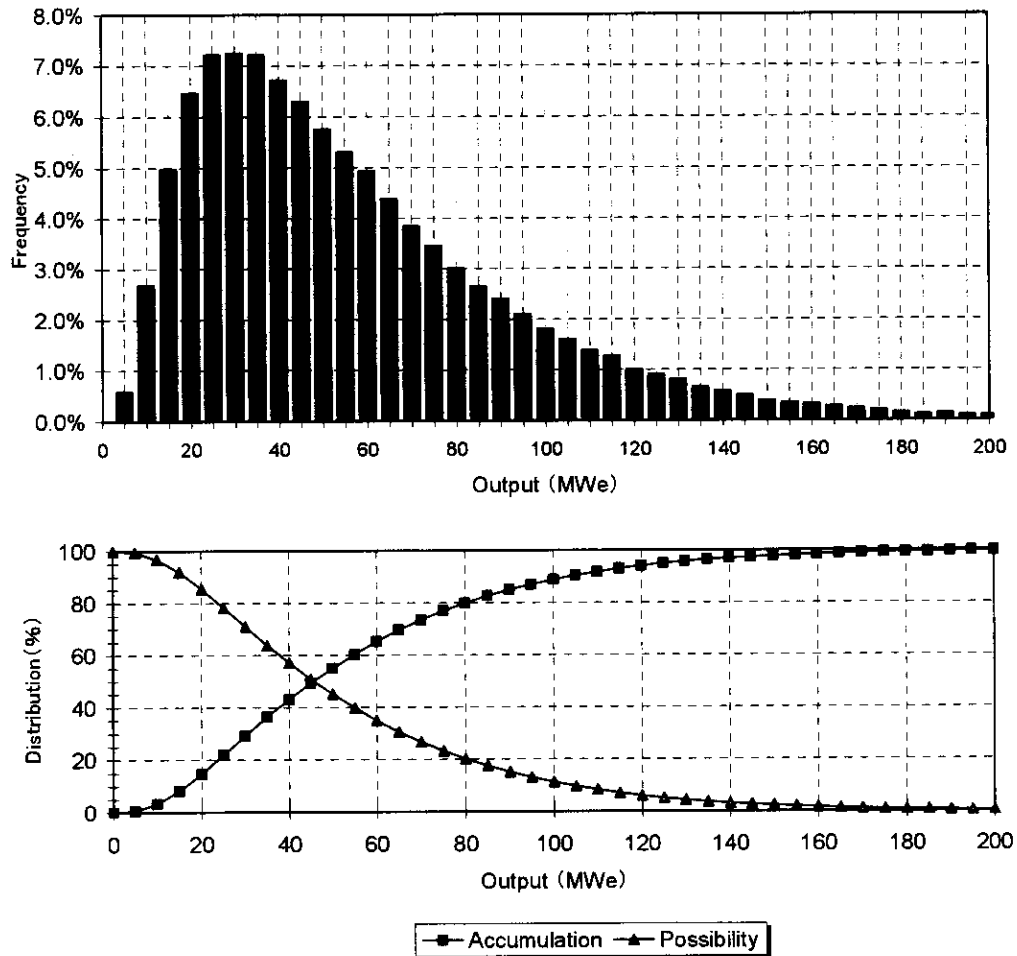 8.0%
7.0%
6.0%
5.0%
4.0%
3.0%
2.0%
1.0%
0.0%
Frequency
0 20 40 60 80 100 120 140 160 180 200
Output (MWe)
100
80
60
40
20
0
Distribution(%)
0 20 40 60 80 100 120 140 160 180 200
Output (MWe)
Accumulation Possibility